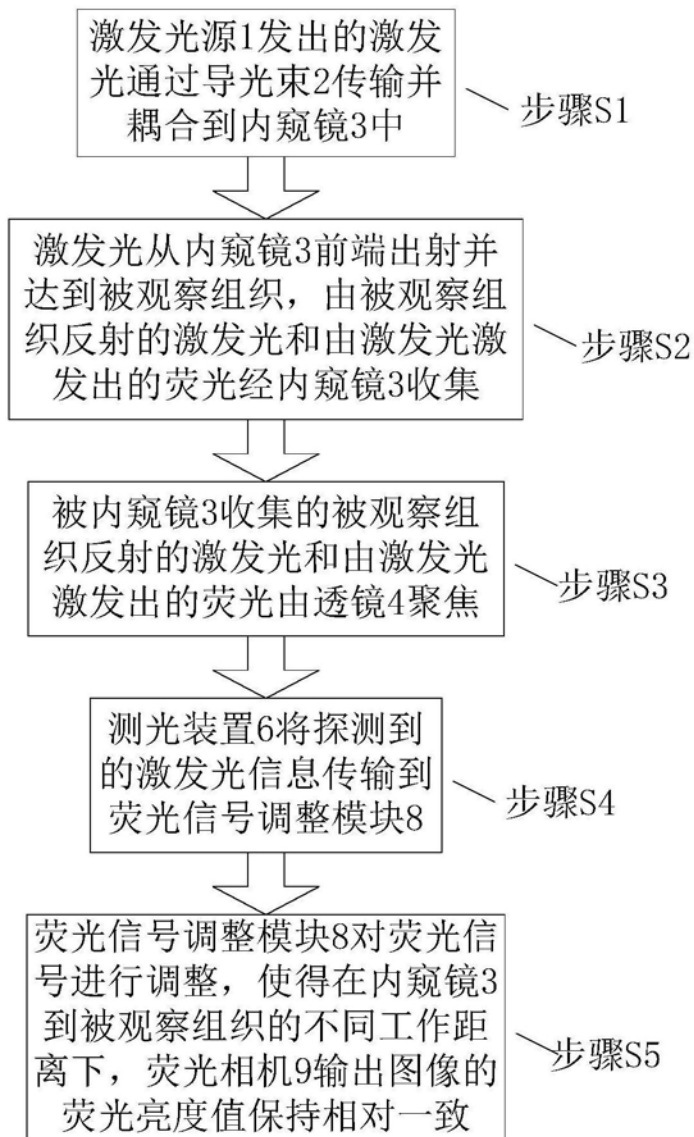 激发光源1发出的激发
光通过导光束2传输并
耦合到内窥镜3中
步骤S1
激发光从内窥镜3前端出射并
达到被观察组织，由被观察组
织反射的激发光和由激发光激
发出的荧光经内窥镜3收集
步骤S2
被内窥镜3收集的被观察组
织反射的激发光和由激发光
激发出的荧光由透镜4聚焦
步骤S3
测光装置6将探测到
的激发光信息传输到
荧光信号调整模块8
步骤S4
荧光信号调整模块8对荧光信
号进行调整，使得在内窥镜3
到被观察组织的不同工作距
离下，荧光相机9输出图像的
荧光亮度值保持相对一致
步骤S5